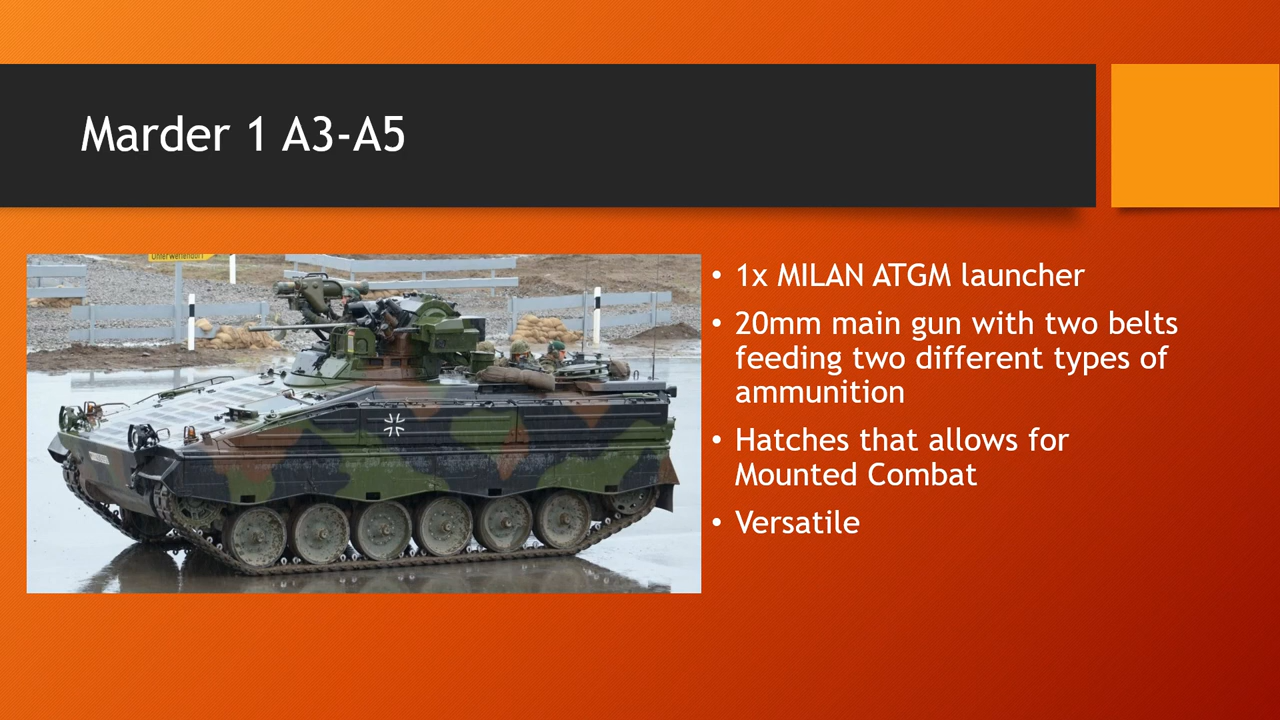 Marder 1 A3-A5
• 1x MILAN ATGM launcher
• 20mm main gun with two belts
feeding two different types of
ammunition
• Hatches that allows for
Mounted Combat
• Versatile